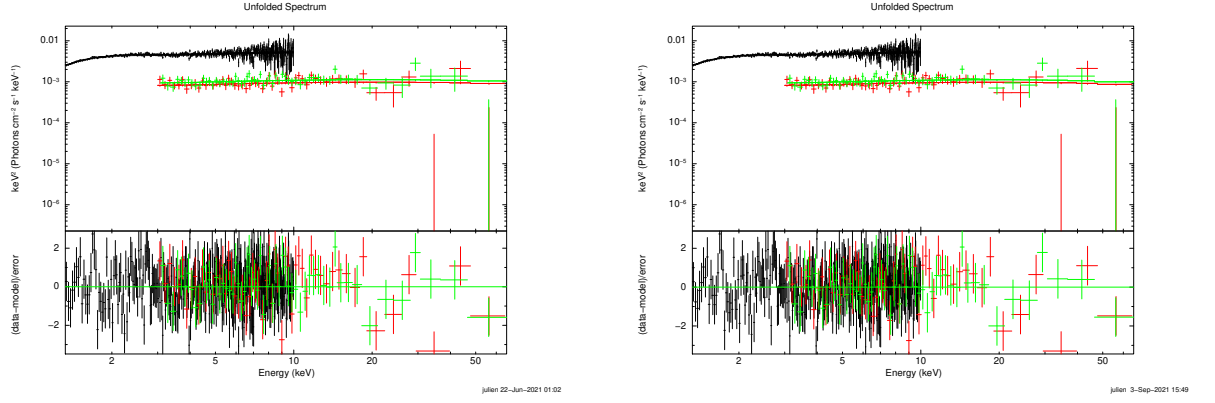 Unfolded Spectrum
0.01
10−3
10−4
10−5
10−6
keV² (Photons cm−2 s−1 keV−1)
2
0
−2
(data−model)/error
2 5 10 20 50
Energy (keV)
julien 22−Jun−2021 01:02
Unfolded Spectrum
0.01
10−3
10−4
10−5
10−6
keV² (Photons cm−2 s−1 keV−1)
2
0
−2
(data−model)/error
2 5 10 20 50
Energy (keV)
julien 3−Sep−2021 15:49